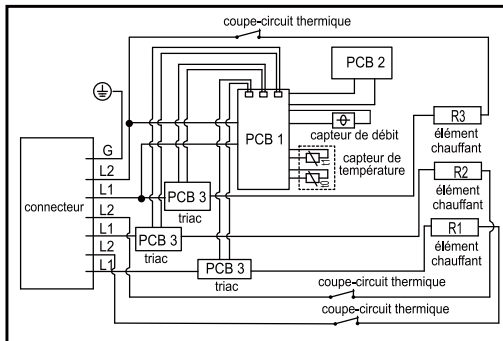 coupe-circuit thermique
PCB 2
PCB 1
capteur de débit
capteur de
température
R3
élément
chauffant
R2
élément
chauffant
R1
élément
chauffant
G
L2
L1
L2
L1
L2
L1
connecteur
PCB 3
triac
PCB 3
triac
PCB 3
triac
coupe-circuit thermique
coupe-circuit thermique